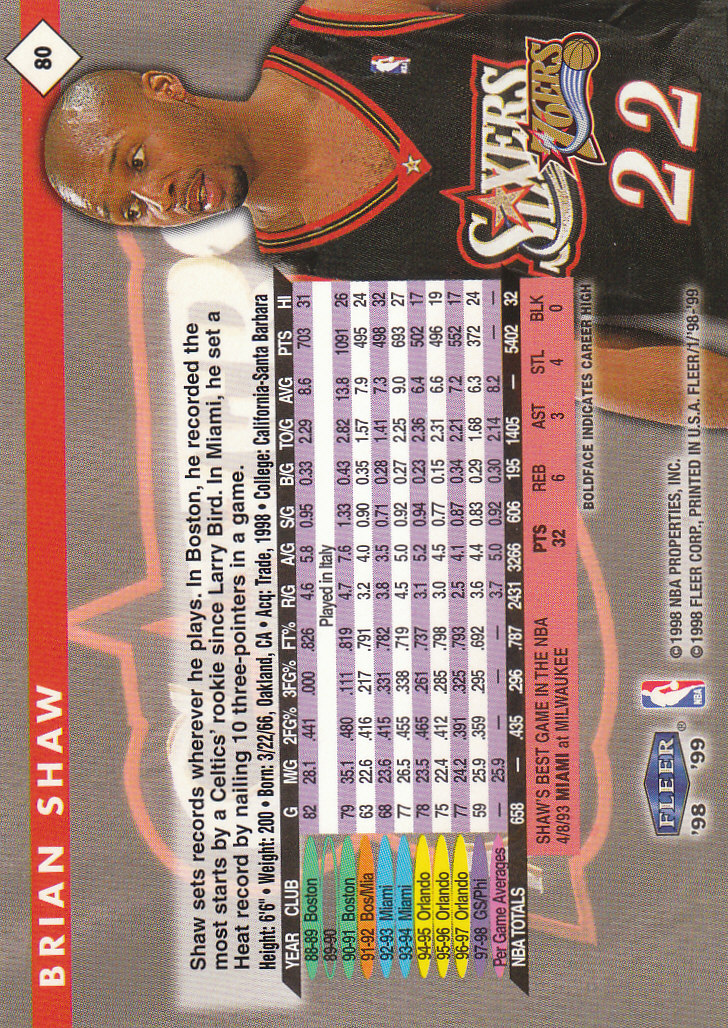 BRIAN SHAW
80
Shaw sets records wherever he plays. In Boston, he recorded the
most starts by a Celtics' rookie since Larry Bird. In Miami, he set a
Heat record by nailing 10 three-pointers in a game.
Height: 6'6" • Weight: 200 • Born: 3/22/66, Oakland, CA • Acq: Trade, 1998 • College: California-Santa Barbara
YEAR CLUB G M/G 2FG% 3FG% FT% R/G A/G S/G B/G TO/G AVG PTS HI
88-89 Boston 82 28.1 .441 .000 .826 4.6 5.8 0.95 0.33 2.29 8.6 703 31
89-90 Played in Italy
90-91 Boston 79 35.1 .480 .111 .819 4.7 7.6 1.33 0.43 2.82 13.8 1091 26
91-92 Bos/Mia 63 22.6 .416 .217 .791 3.2 4.0 0.90 0.35 1.57 7.9 495 24
92-93 Miami 68 23.6 .415 .331 .782 3.8 3.5 0.71 0.28 1.41 7.3 498 32
93-94 Miami 77 26.5 .455 .338 .719 4.5 5.0 0.92 0.27 2.25 9.0 693 27
94-95 Orlando 78 23.5 .465 .261 .737 3.1 5.2 0.94 0.23 2.36 6.4 502 17
95-96 Orlando 75 22.4 .412 .285 .798 3.0 4.5 0.77 0.15 2.31 6.6 496 19
96-97 Orlando 77 24.2 .391 .325 .793 2.5 4.1 0.87 0.34 2.21 7.2 552 17
97-98 GS/Phi 59 25.9 .359 .295 .692 3.6 4.4 0.83 0.29 1.68 6.3 372 24
Per Game Averages — 25.9 — — — 3.7 5.0 0.92 0.30 2.14 8.2 — —
NBA TOTALS 658 — .435 .296 .787 2431 3266 606 195 1405 — 5402 32
SHAW'S BEST GAME IN THE NBA PTS REB AST STL BLK
4/8/93 MIAMI at MILWAUKEE 32 6 3 4 0
BOLDFACE INDICATES CAREER HIGH
FLEER ®
'98 '99
NBA
©1998 NBA PROPERTIES, INC.
©1998 FLEER CORP., PRINTED IN U.S.A. FLEER/1/'98-'99
NBA
SIXERS
76ERS
22